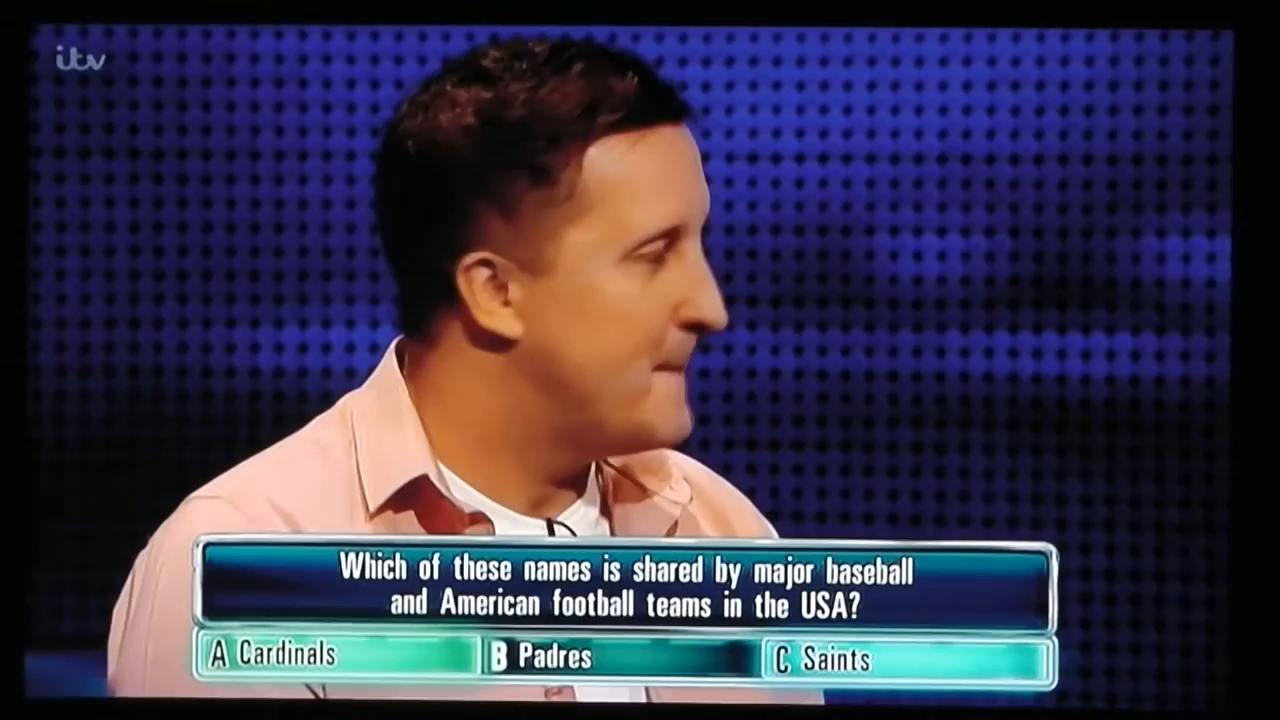 itv
Which of these names is shared by major baseball
and American football teams in the USA?
A Cardinals B Padres C Saints